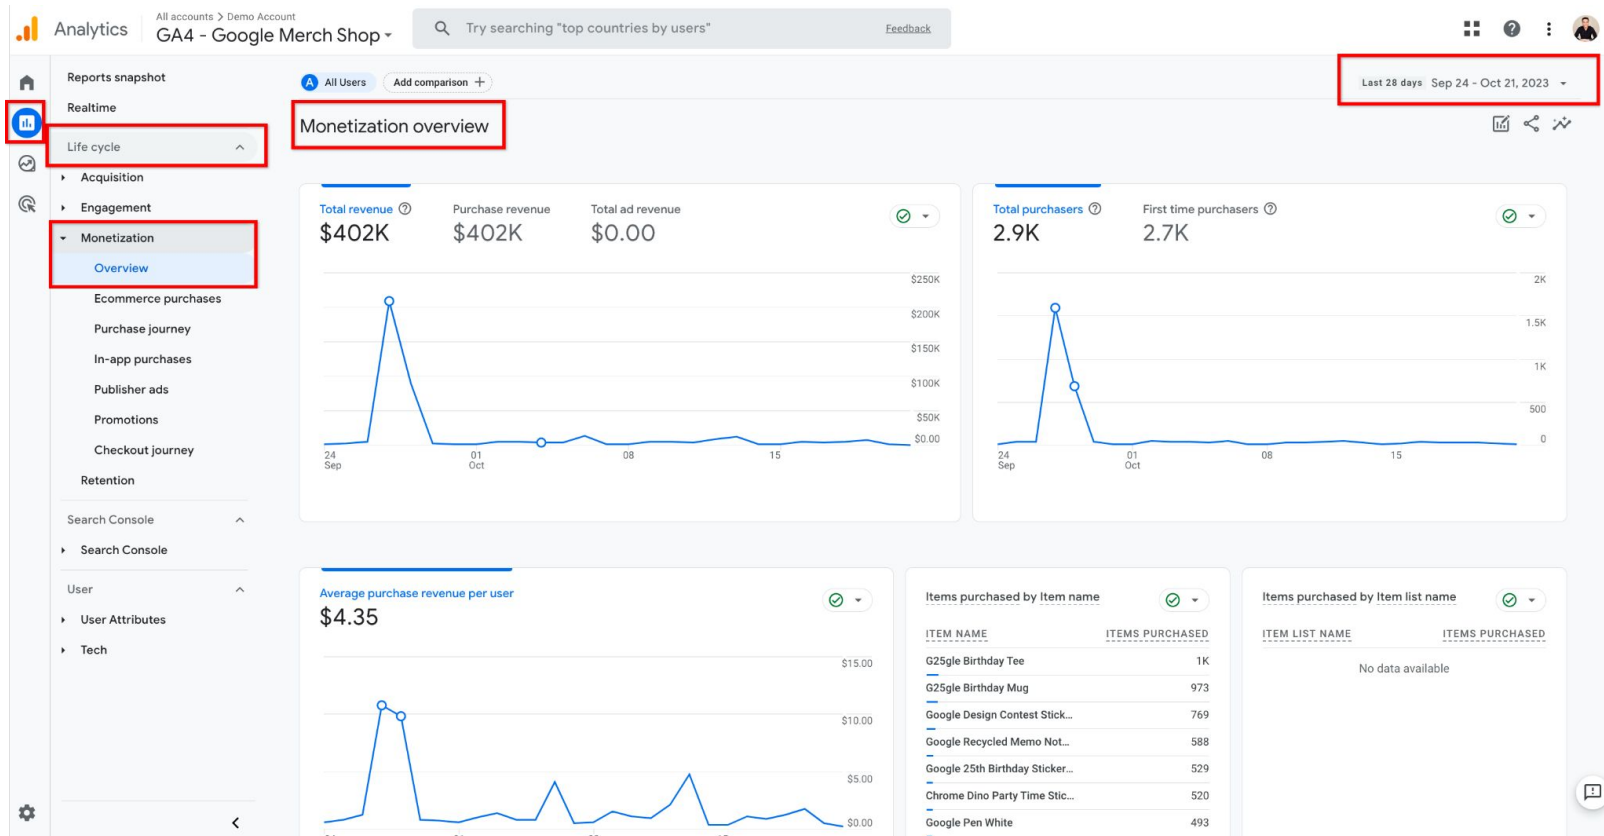 All accounts > Demo Account
Analytics
GA4 - Google Merch Shop
Try searching "top countries by users"
Feedback
Reports snapshot
Realtime
Life cycle
Acquisition
Engagement
Monetization
Overview
Ecommerce purchases
Purchase journey
In-app purchases
Publisher ads
Promotions
Checkout journey
Retention
Search Console
Search Console
User
User Attributes
Tech
A All Users
Add comparison +
Last 28 days Sep 24 - Oct 21, 2023
Monetization overview
Total revenue
$402K
Purchase revenue
$402K
Total ad revenue
$0.00
$250K
$200K
$150K
$100K
$50K
$0.00
24 Sep
01 Oct
08
15
Total purchasers
2.9K
First time purchasers
2.7K
2K
1.5K
1K
500
0
24 Sep
01 Oct
08
15
Average purchase revenue per user
$4.35
$15.00
$10.00
$5.00
$0.00
Items purchased by Item name
ITEM NAME ITEMS PURCHASED
G25gle Birthday Tee 1K
G25gle Birthday Mug 973
Google Design Contest Stick... 769
Google Recycled Memo Not... 588
Google 25th Birthday Sticker... 529
Chrome Dino Party Time Stic... 520
Google Pen White 493
Items purchased by Item list name
ITEM LIST NAME ITEMS PURCHASED
No data available